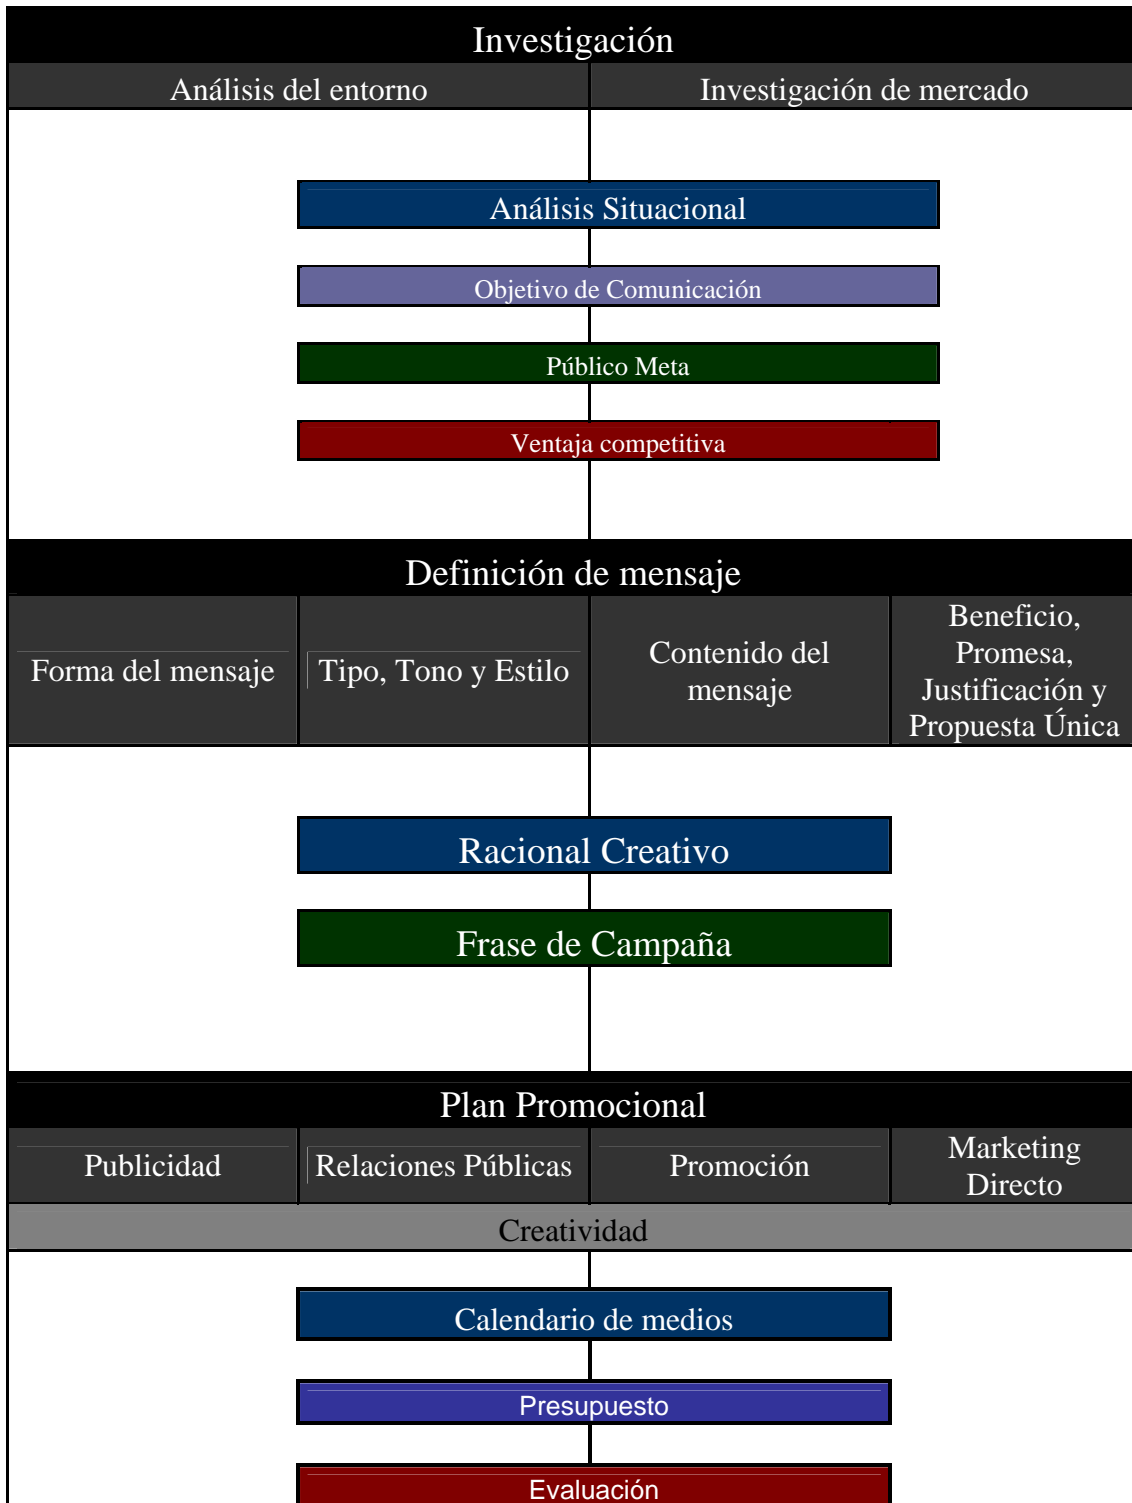 Investigación
Análisis del entorno
Investigación de mercado
Análisis Situacional
Objetivo de Comunicación
Público Meta
Ventaja competitiva
Definición de mensaje
Forma del mensaje
Tipo, Tono y Estilo
Contenido del
mensaje
Beneficio,
Promesa,
Justificación y
Propuesta Única
Racional Creativo
Frase de Campaña
Plan Promocional
Publicidad
Relaciones Públicas
Promoción
Marketing
Directo
Creatividad
Calendario de medios
Presupuesto
Evaluación